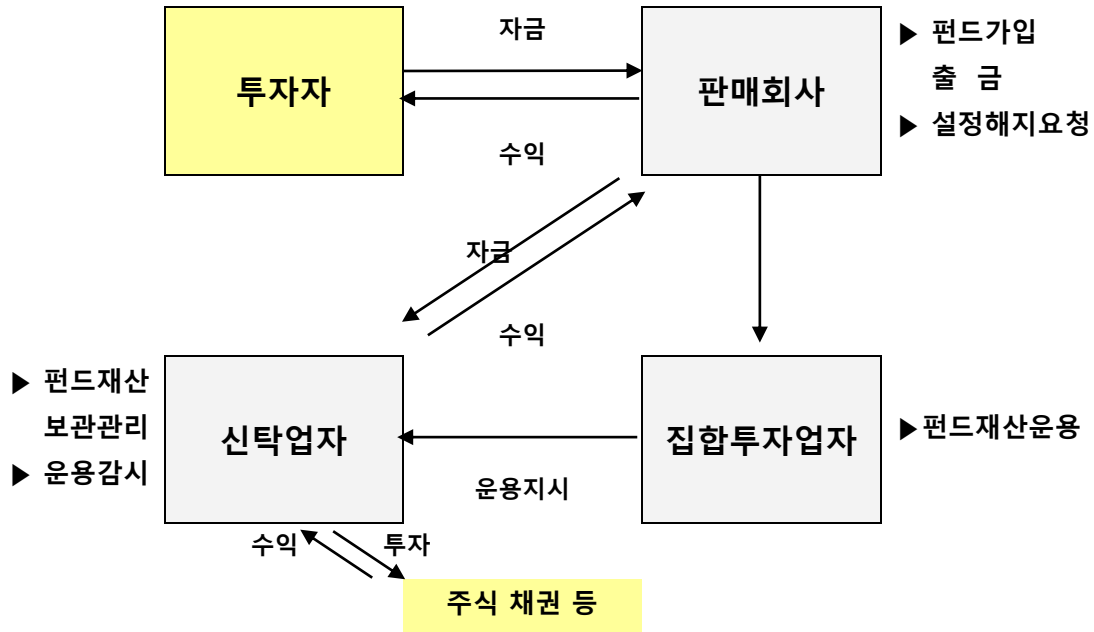 자금
투자자
판매회사
▶ 펀드가입
출 금
▶ 설정해지요청
수익
자금
수익
▶ 펀드재산
보관관리
▶ 운용감시
신탁업자
집합투자업자
▶펀드재산운용
운용지시
수익
투자
주식 채권 등